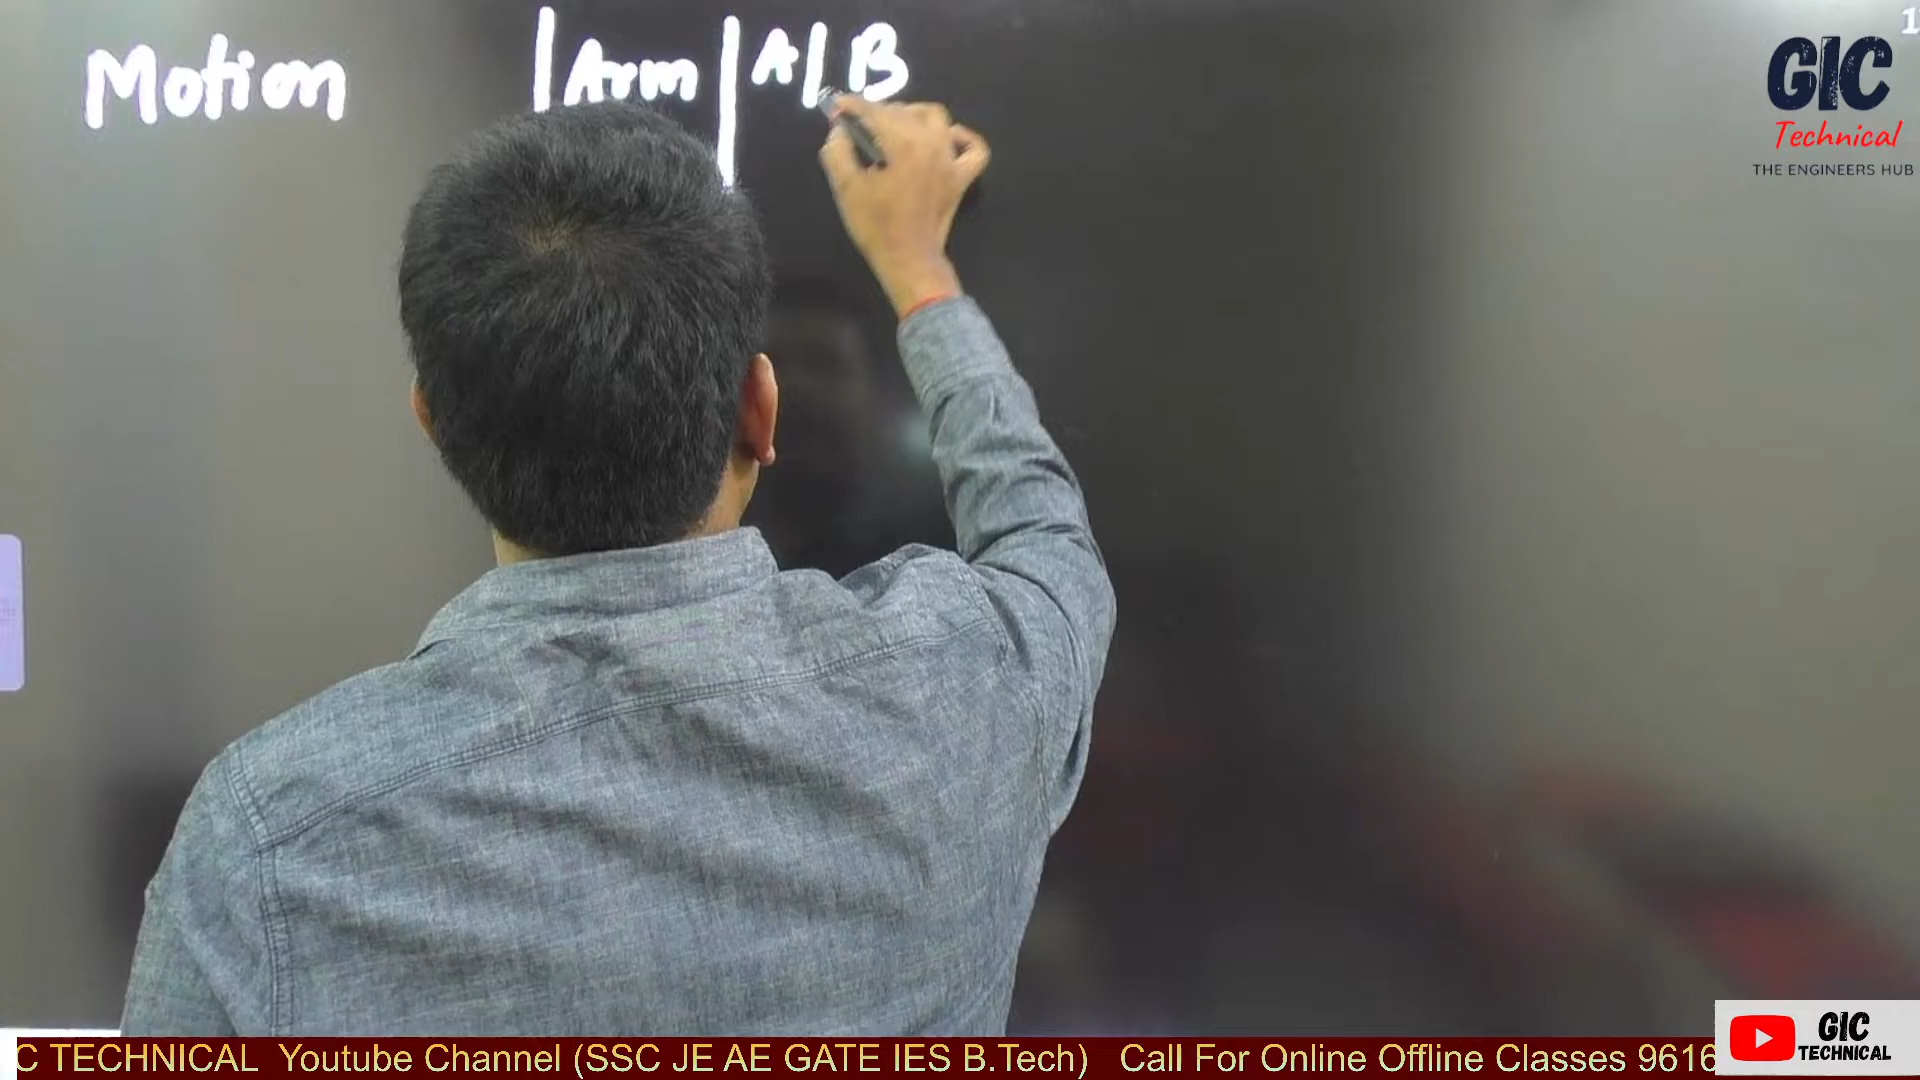 Motion | Arm | A | B
1
GIC
Technical
THE ENGINEERS HUB
C TECHNICAL Youtube Channel (SSC JE AE GATE IES B.Tech) Call For Online Offline Classes 9616
GIC
TECHNICAL